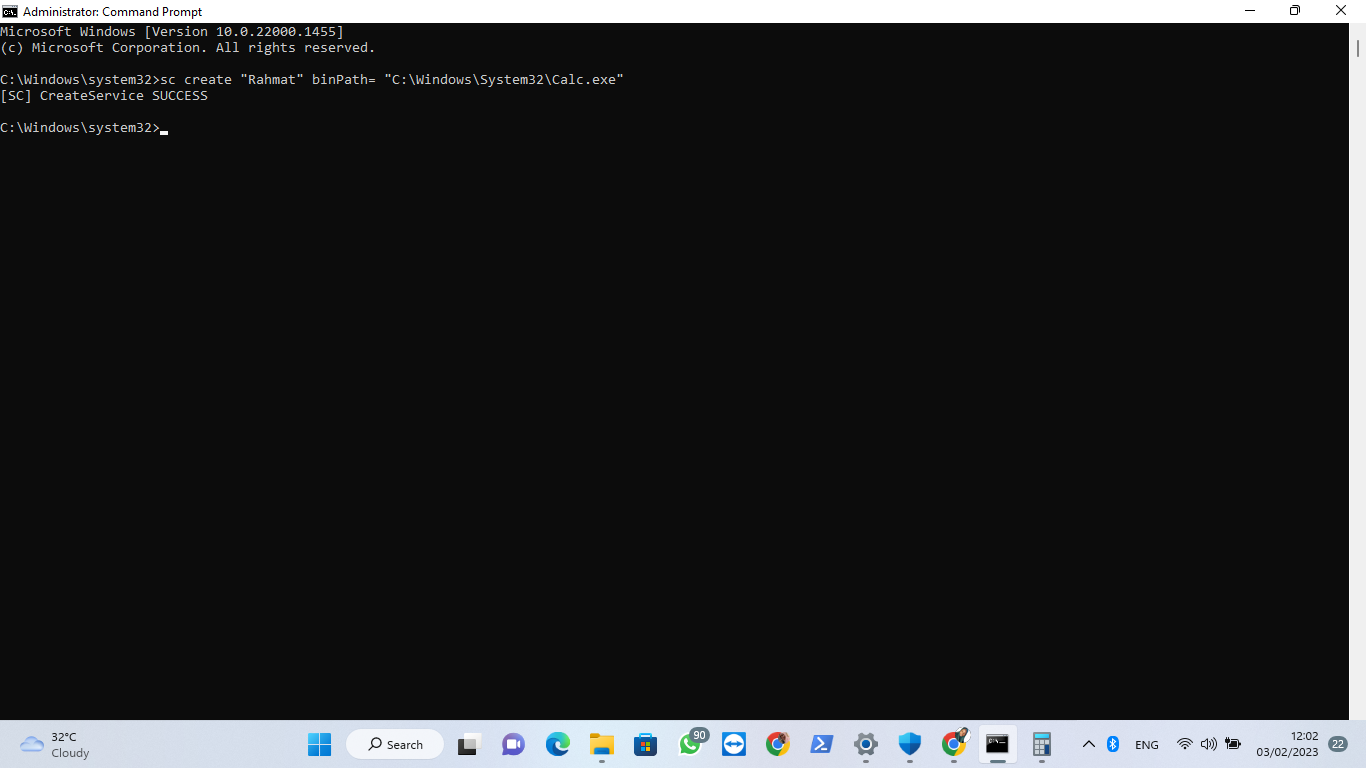 Administrator: Command Prompt
Microsoft Windows [Version 10.0.22000.1455]
(c) Microsoft Corporation. All rights reserved.
C:\Windows\system32>sc create "Rahmat" binPath= "C:\Windows\System32\Calc.exe"
[SC] CreateService SUCCESS
C:\Windows\system32>
32°C
Cloudy
Search
90
ENG
12:02
03/02/2023
22